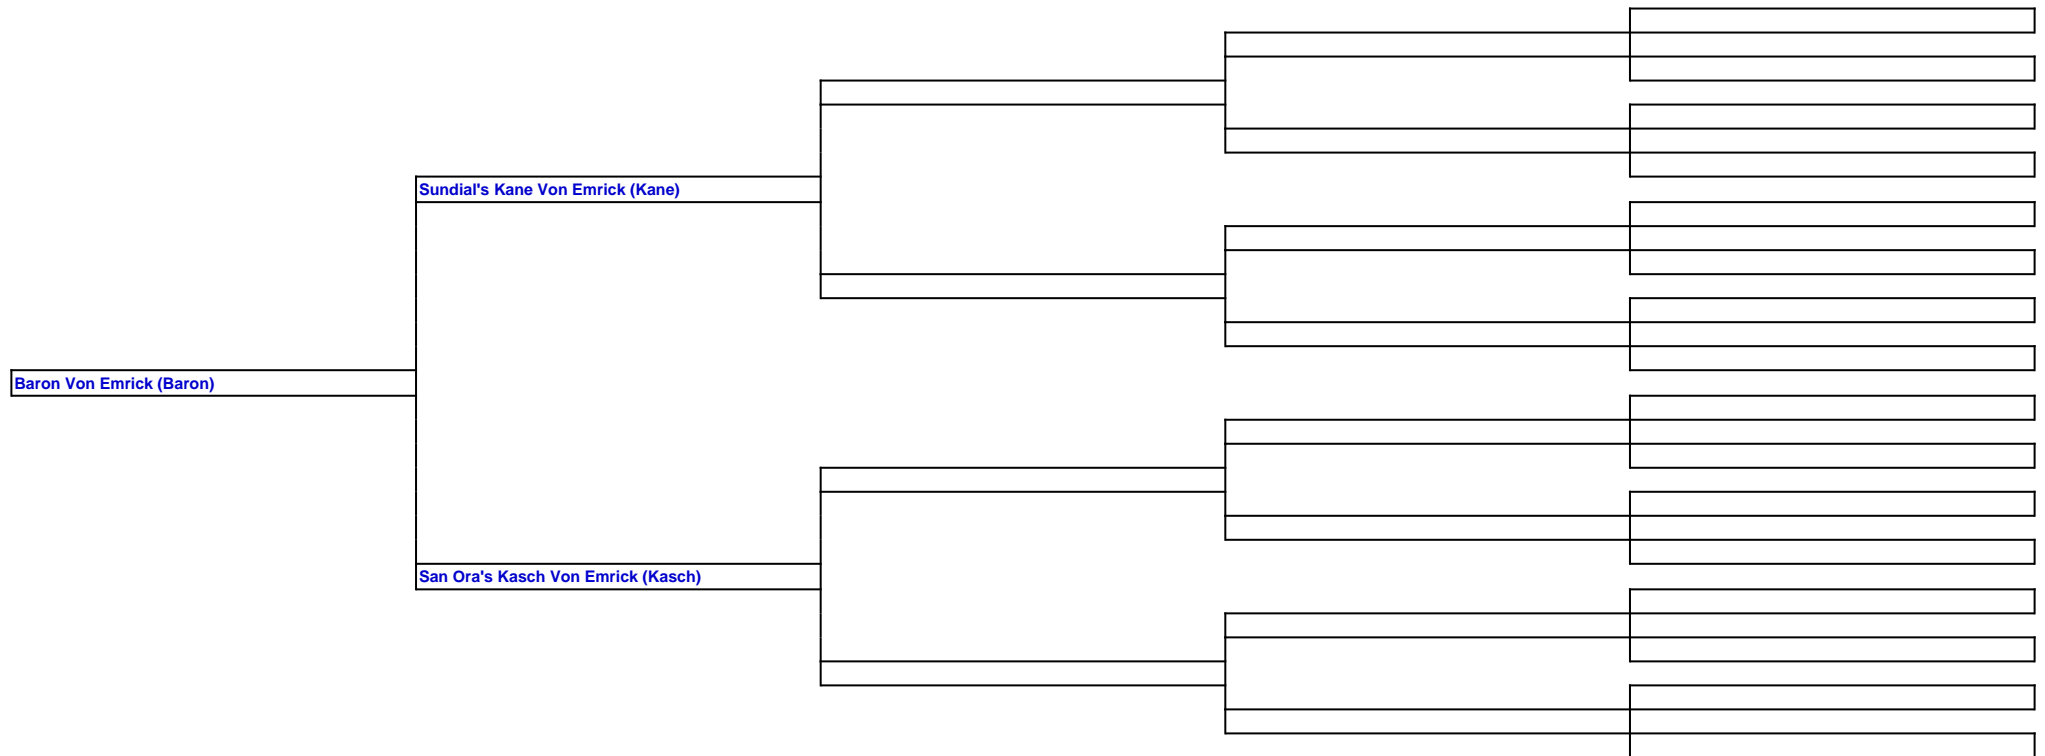 Sundial's Kane Von Emrick (Kane)
Baron Von Emrick (Baron)
San Ora's Kasch Von Emrick (Kasch)